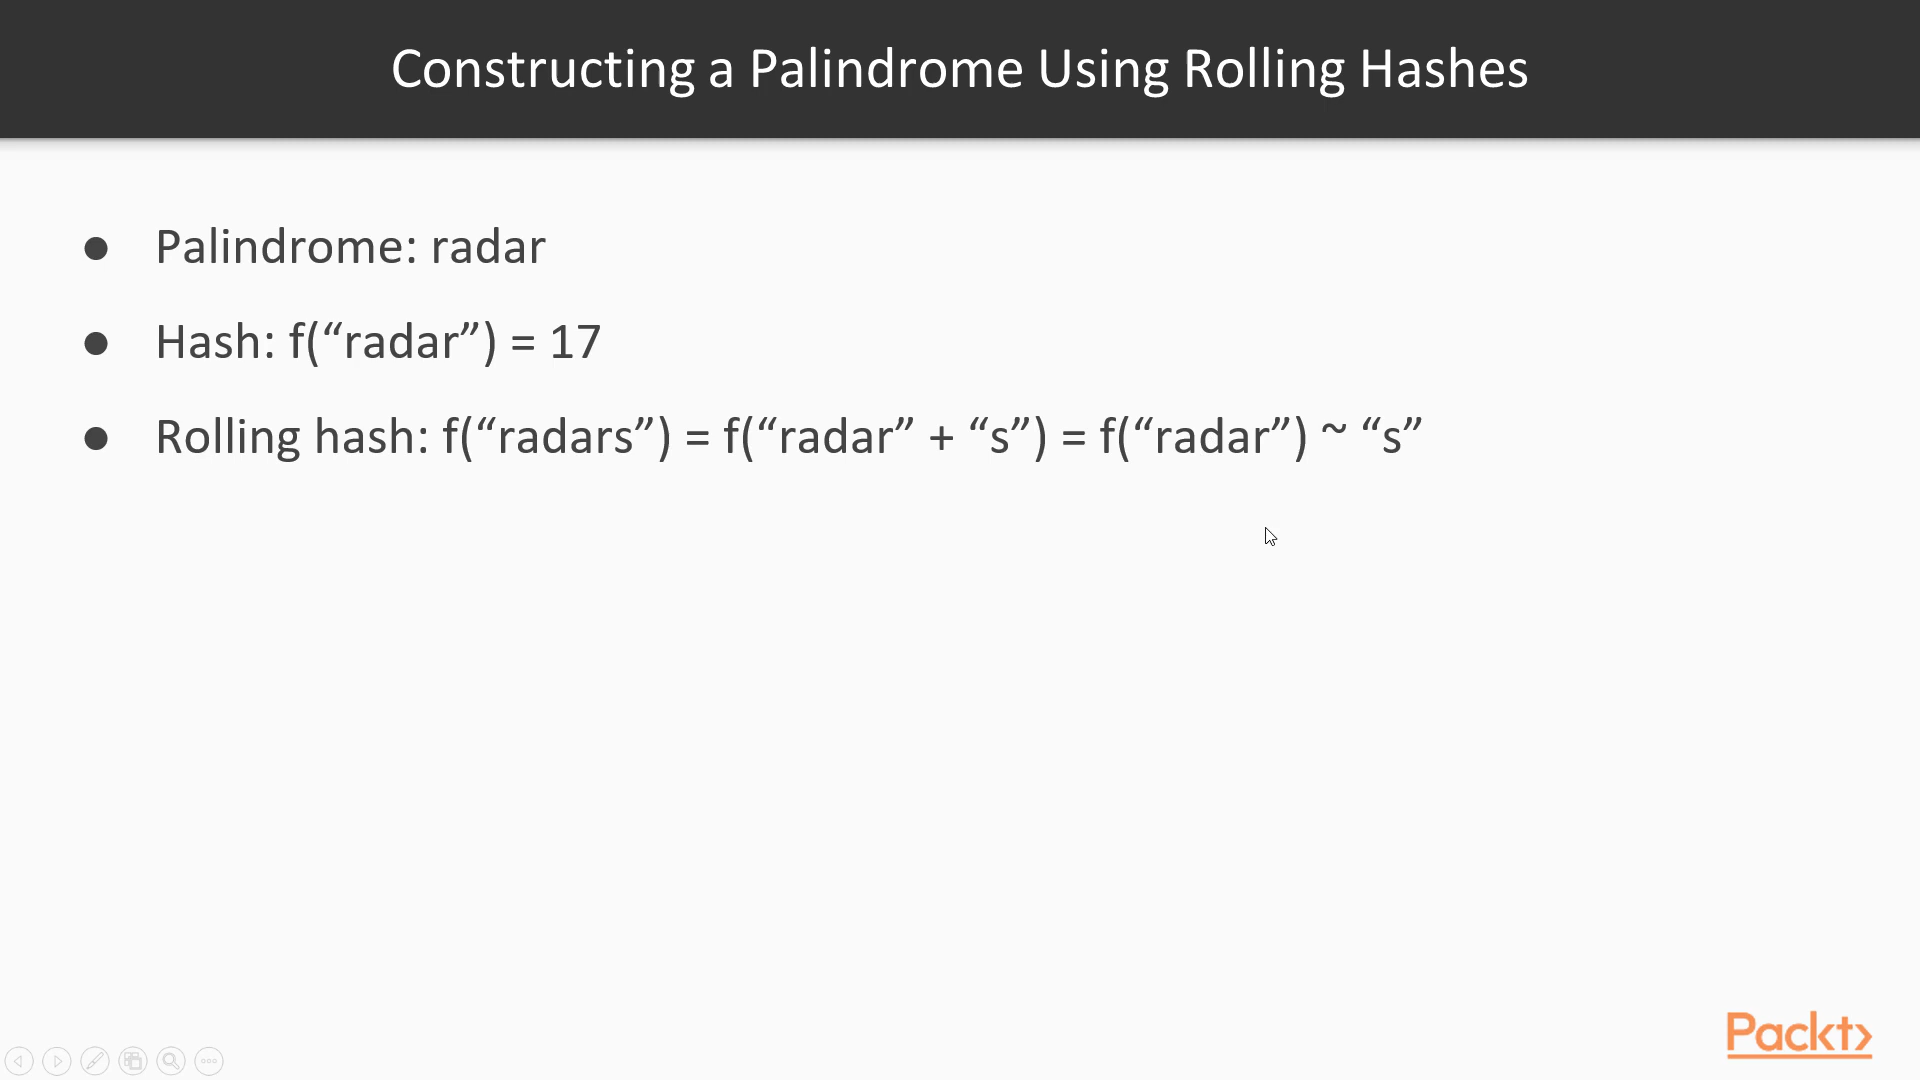 Constructing a Palindrome Using Rolling Hashes
● Palindrome: radar
● Hash: f(“radar”) = 17
● Rolling hash: f(“radars”) = f(“radar” + “s”) = f(“radar”) ~ “s”
Packt>